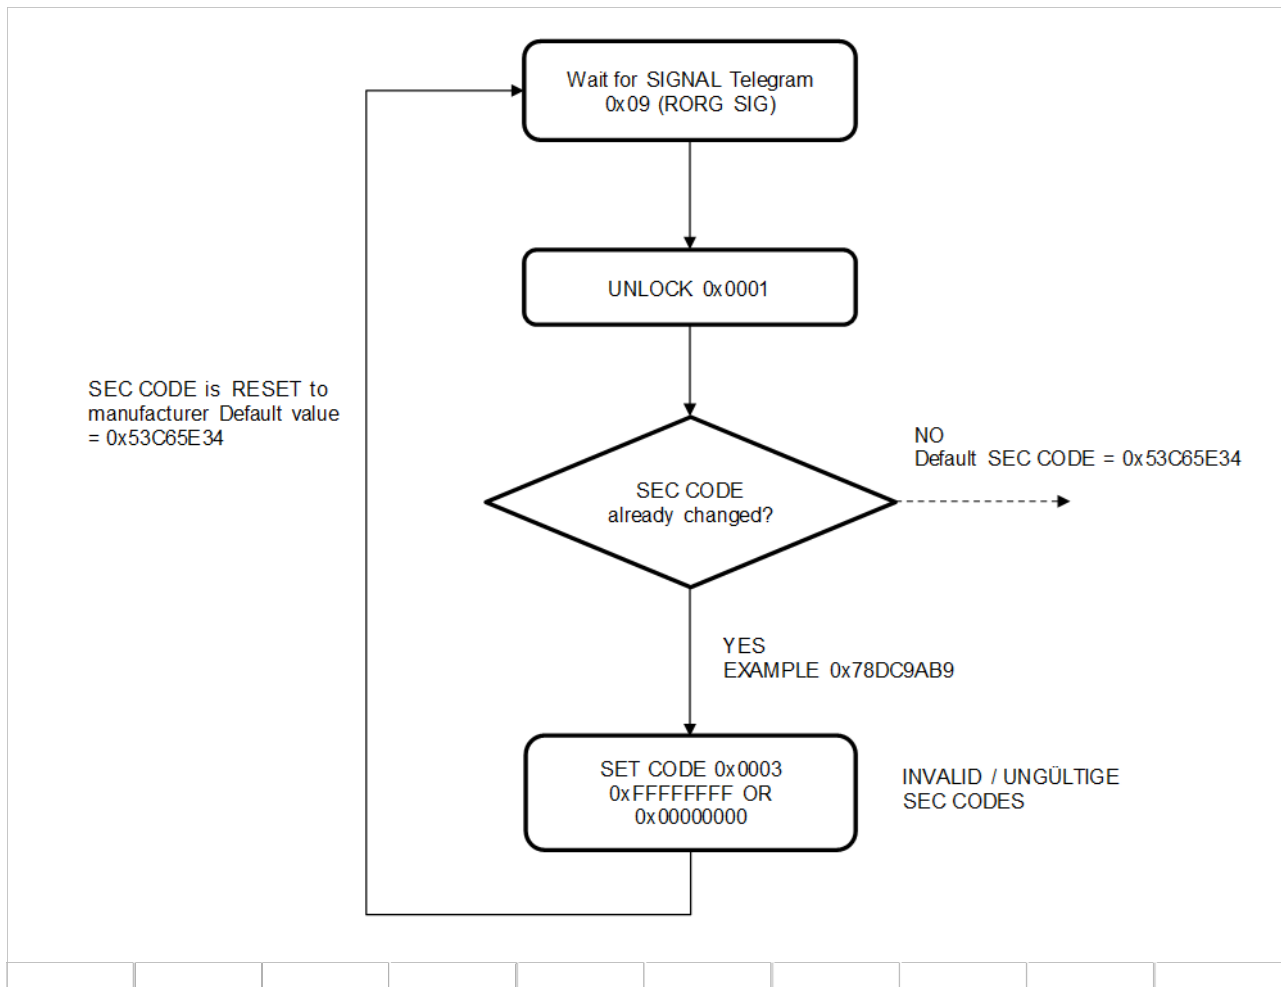 Wait for SIGNAL Telegram
0x09 (RORG SIG)
UNLOCK 0x0001
SEC CODE is RESET to
manufacturer Default value
= 0x53C65E34
NO
Default SEC CODE = 0x53C65E34
SEC CODE
already changed?
YES
EXAMPLE 0x78DC9AB9
SET CODE 0x0003
0xFFFFFFFF OR
0x00000000
INVALID / UNGÜLTIGE
SEC CODES